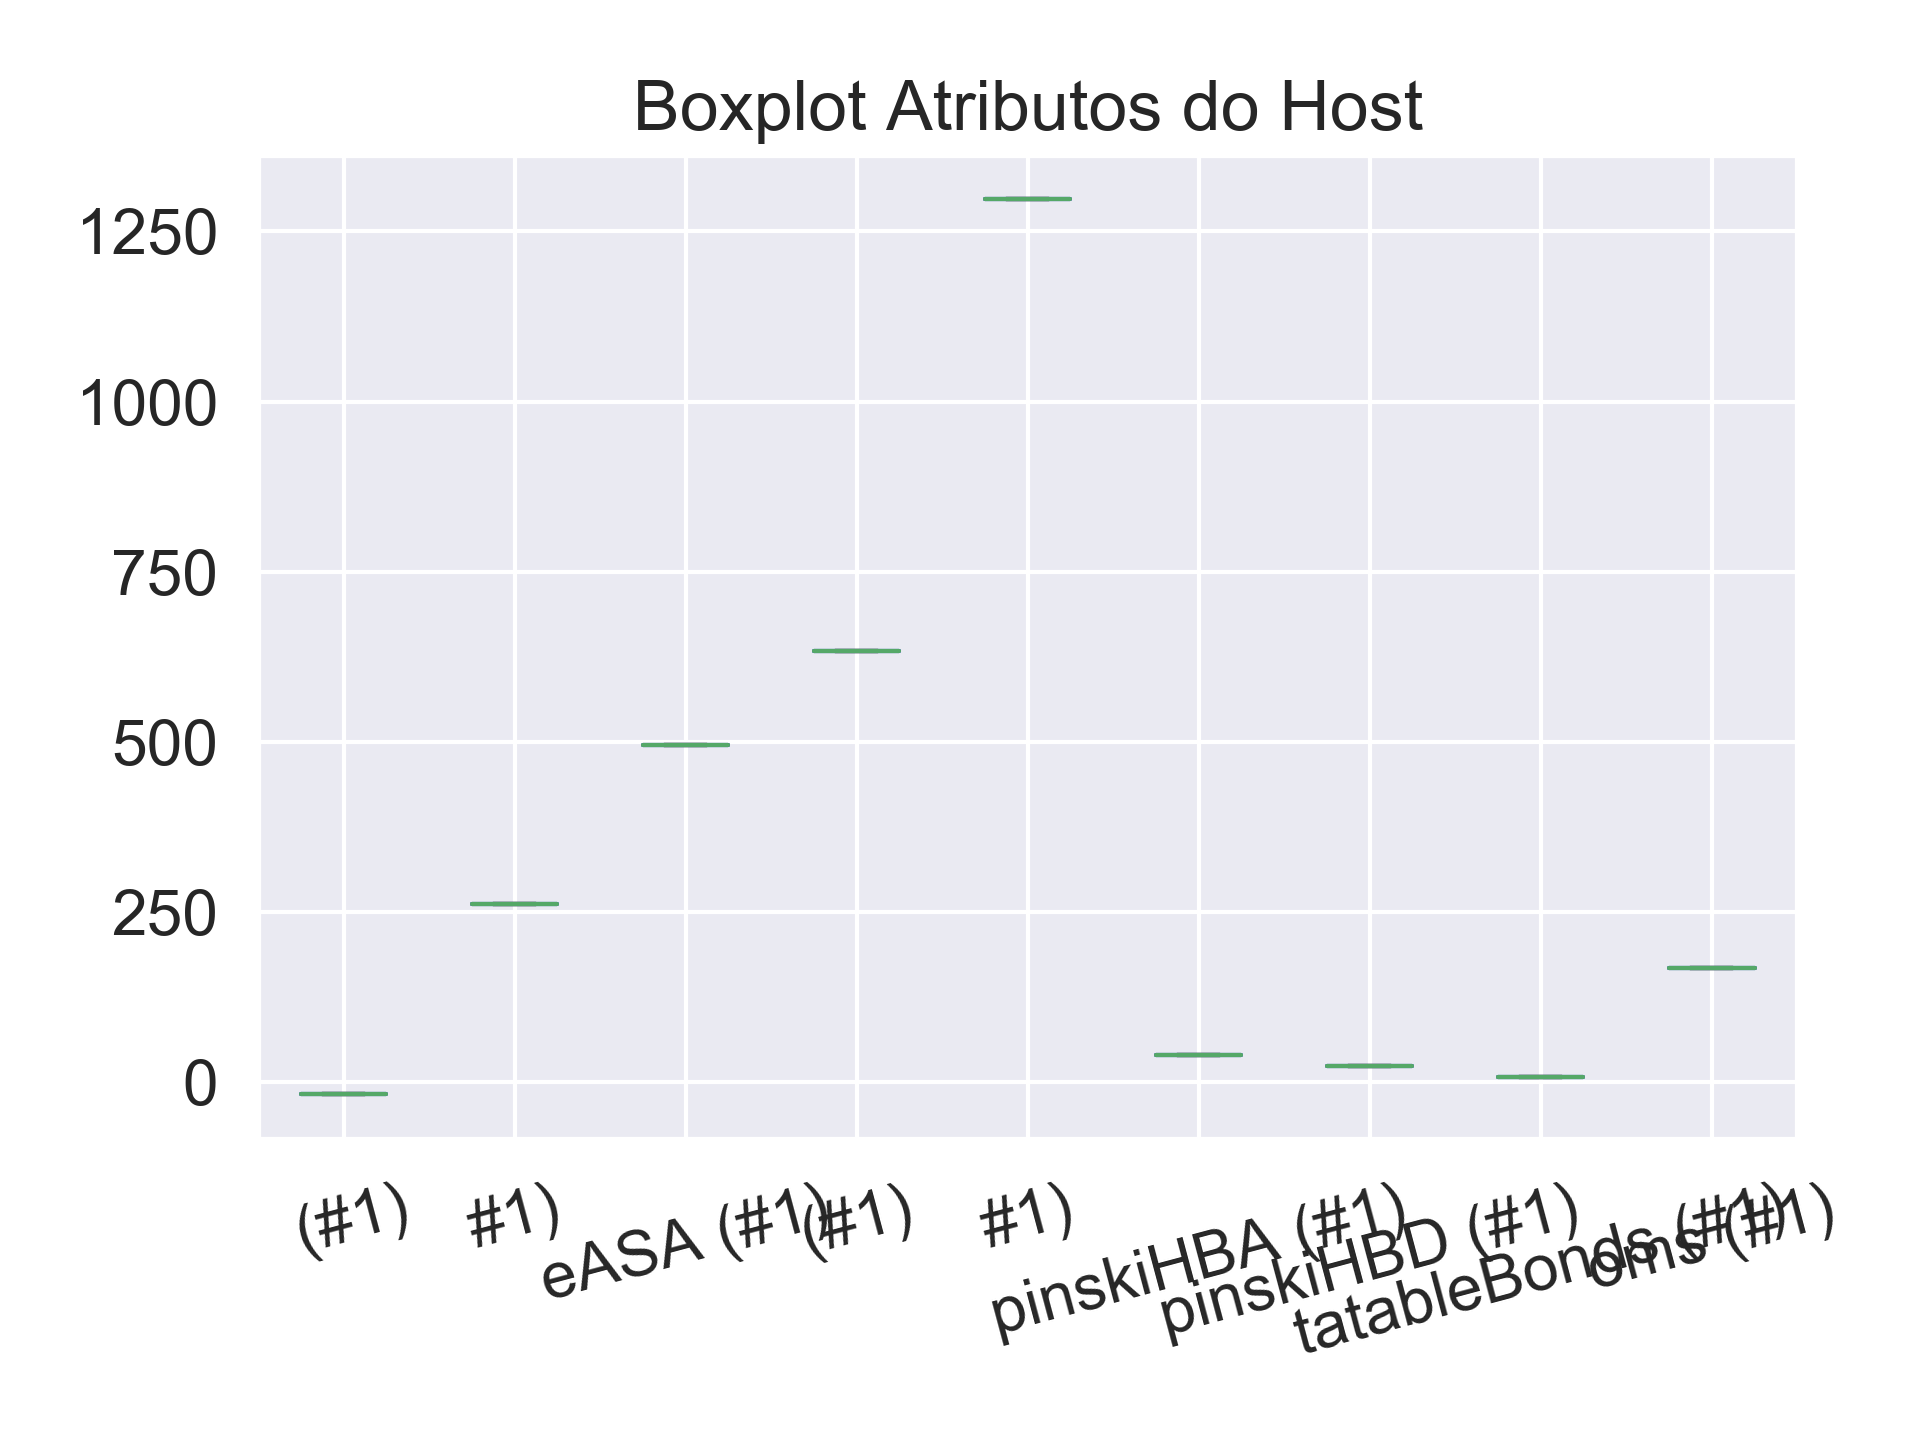 Boxplot Atributos do Host
1250
1000
750
500
250
0
(#1)
#1)
eASA (#1)
(#1)
#1)
pinskiHBA (#1)
pinskiHBD (#1)
tatableBonds (#1)
oms (#1)